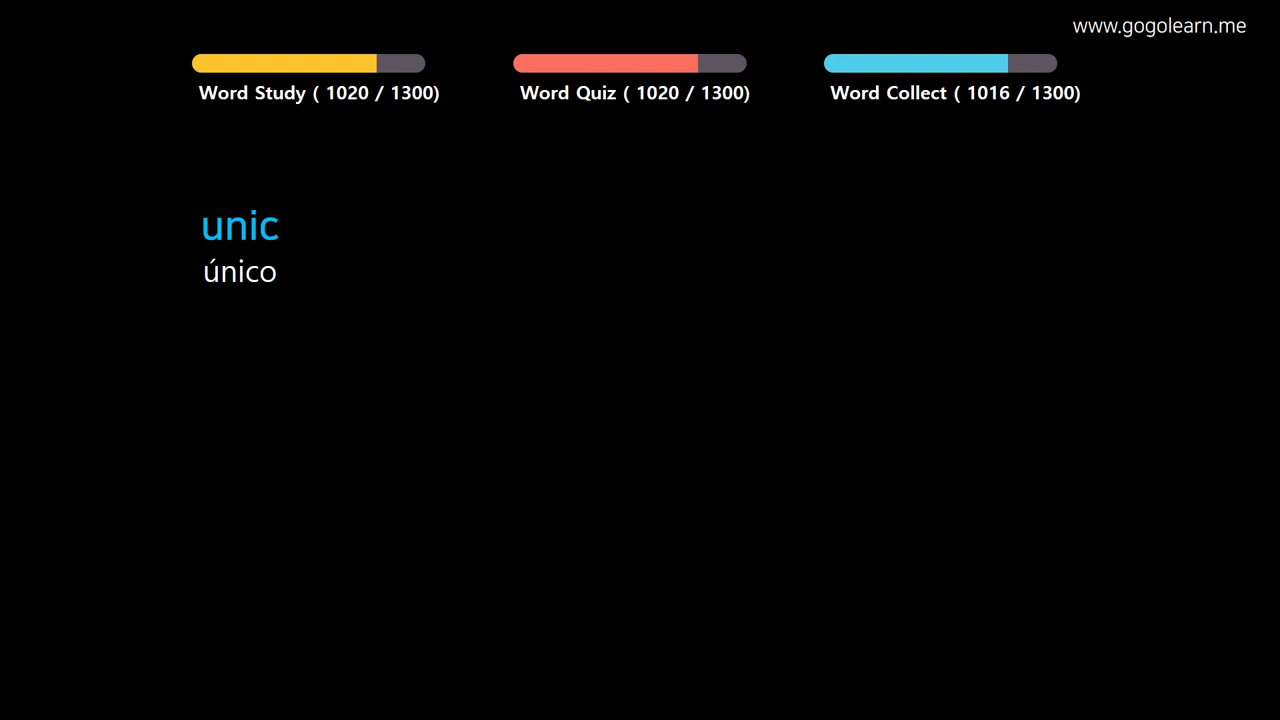 www.gogolearn.me
Word Study ( 1020 / 1300)
Word Quiz ( 1020 / 1300)
Word Collect ( 1016 / 1300)
unic
único